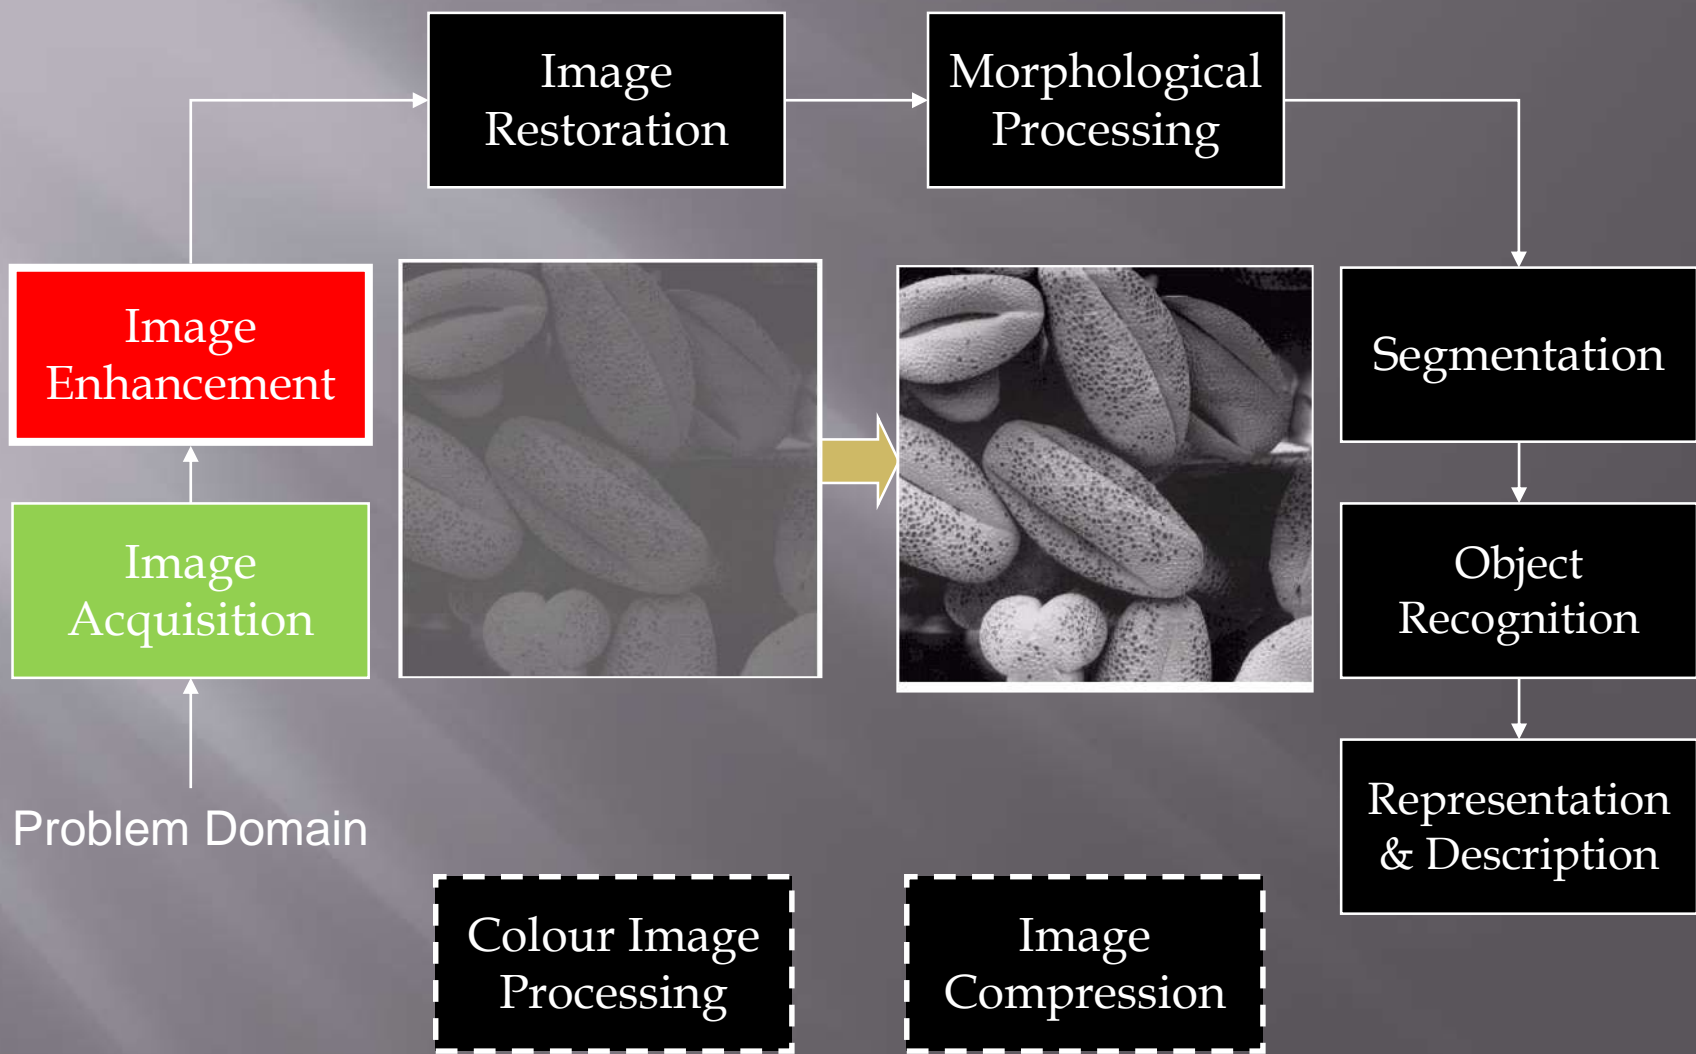 Image
Restoration
Morphological
Processing
Image
Enhancement
Segmentation
Image
Acquisition
Object
Recognition
Problem Domain
Representation
& Description
Colour Image
Processing
Image
Compression